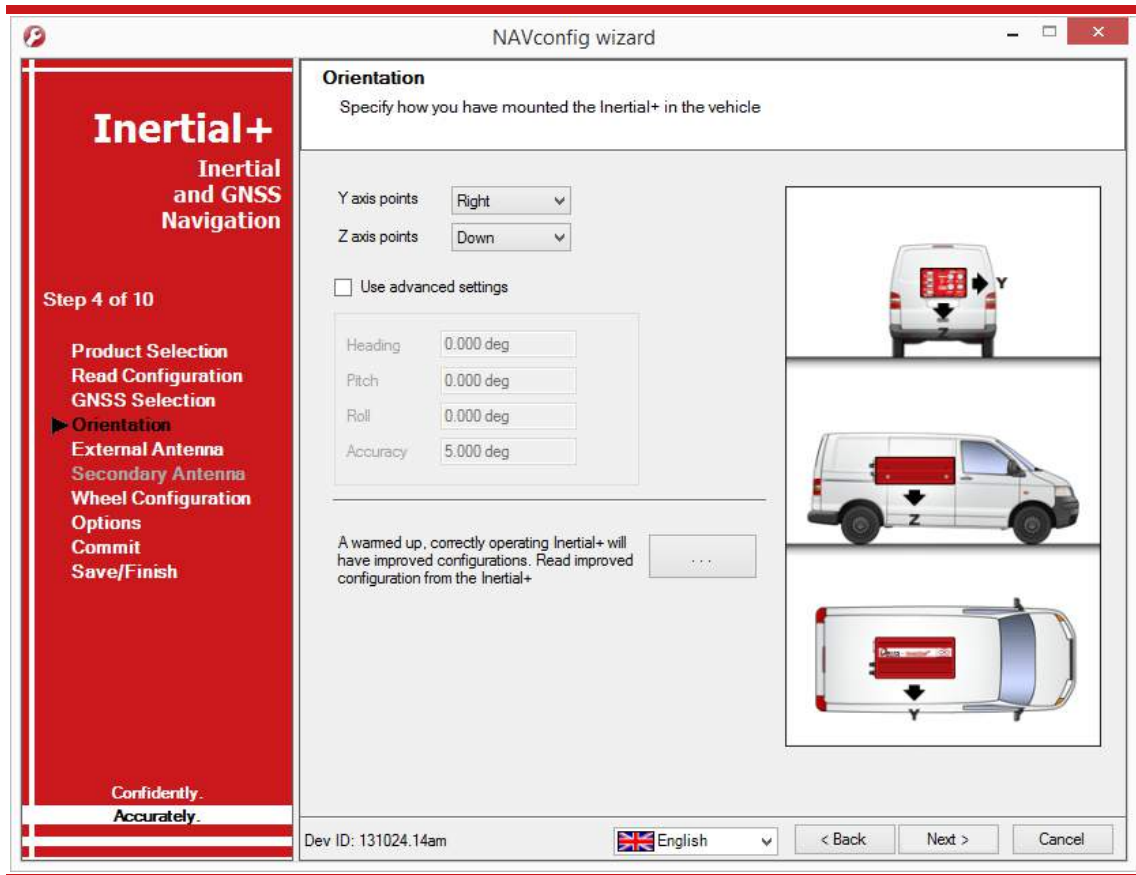 NAVconfig wizard
Inertial+
Inertial
and GNSS
Navigation
Step 4 of 10
Product Selection
Read Configuration
GNSS Selection
Orientation
External Antenna
Secondary Antenna
Wheel Configuration
Options
Commit
Save/Finish
Confidently.
Accurately.
Orientation
Specify how you have mounted the Inertial+ in the vehicle
Y axis points Right
Z axis points Down
Use advanced settings
Heading 0.000 deg
Pitch 0.000 deg
Roll 0.000 deg
Accuracy 5.000 deg
A warmed up, correctly operating Inertial+ will
have improved configurations. Read improved
configuration from the Inertial+
. . .
Y
Z
Z
Y
Dev ID: 131024.14am
English
< Back
Next >
Cancel